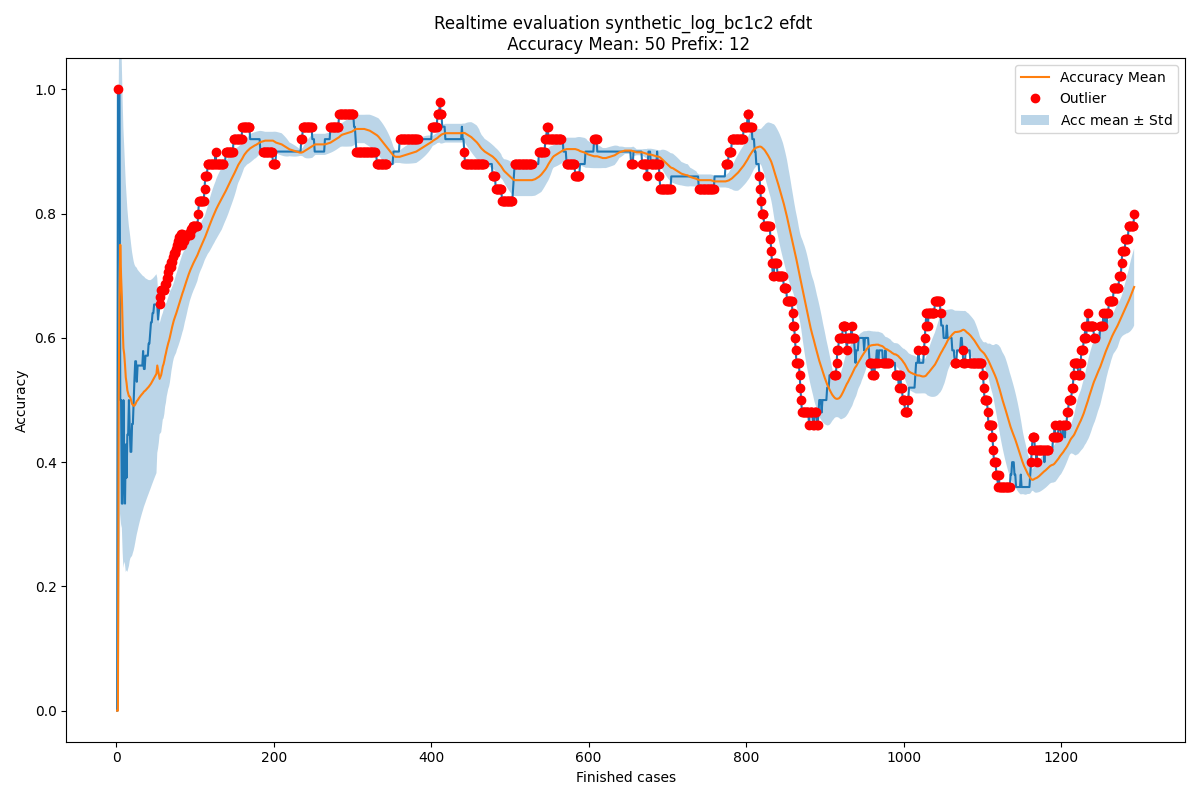 Realtime evaluation synthetic_log_bc1c2 efdt
Accuracy Mean: 50 Prefix: 12
Accuracy Mean
Outlier
Acc mean ± Std
1.0
0.8
0.6
0.4
0.2
0.0
Accuracy
0
200
400
600
800
1000
1200
Finished cases